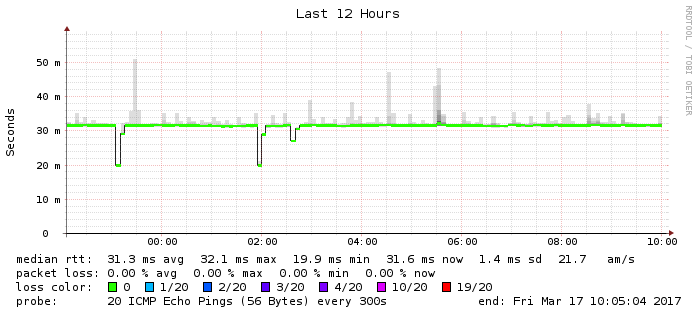 Last 12 Hours
RRDTOOL / TOBI OETIKER
Seconds
50 m
40 m
30 m
20 m
10 m
0
00:00 02:00 04:00 06:00 08:00 10:00
median rtt: 31.3 ms avg 32.1 ms max 19.9 ms min 31.6 ms now 1.4 ms sd 21.7 am/s
packet loss: 0.00 % avg 0.00 % max 0.00 % min 0.00 % now
loss color: 0 1/20 2/20 3/20 4/20 10/20 19/20
probe: 20 ICMP Echo Pings (56 Bytes) every 300s end: Fri Mar 17 10:05:04 2017